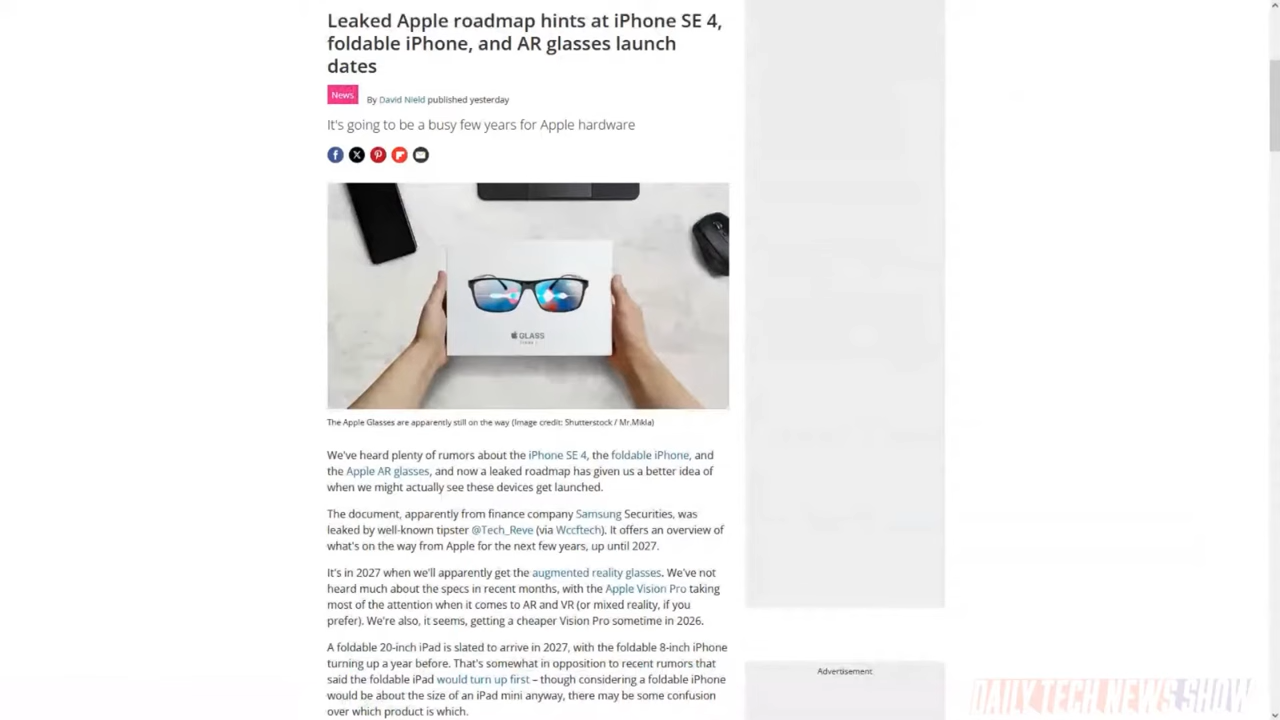 Leaked Apple roadmap hints at iPhone SE 4,
foldable iPhone, and AR glasses launch
dates
News
By David Nield published yesterday
It's going to be a busy few years for Apple hardware
GLASS
The Apple Glasses are apparently still on the way (Image credit: Shutterstock / Mr.Mikla)
We've heard plenty of rumors about the iPhone SE 4, the foldable iPhone, and
the Apple AR glasses, and now a leaked roadmap has given us a better idea of
when we might actually see these devices get launched.
The document, apparently from finance company Samsung Securities, was
leaked by well-known tipster @Tech_Reve (via Wccftech). It offers an overview of
what's on the way from Apple for the next few years, up until 2027.
It's in 2027 when we'll apparently get the augmented reality glasses. We've not
heard much about the specs in recent months, with the Apple Vision Pro taking
most of the attention when it comes to AR and VR (or mixed reality, if you
prefer). We're also, it seems, getting a cheaper Vision Pro sometime in 2026.
A foldable 20-inch iPad is slated to arrive in 2027, with the foldable 8-inch iPhone
turning up a year before. That's somewhat in opposition to recent rumors that
said the foldable iPad would turn up first – though considering a foldable iPhone
would be about the size of an iPad mini anyway, there may be some confusion
over which product is which.
Advertisement
DAILY TECH NEWS SHOW